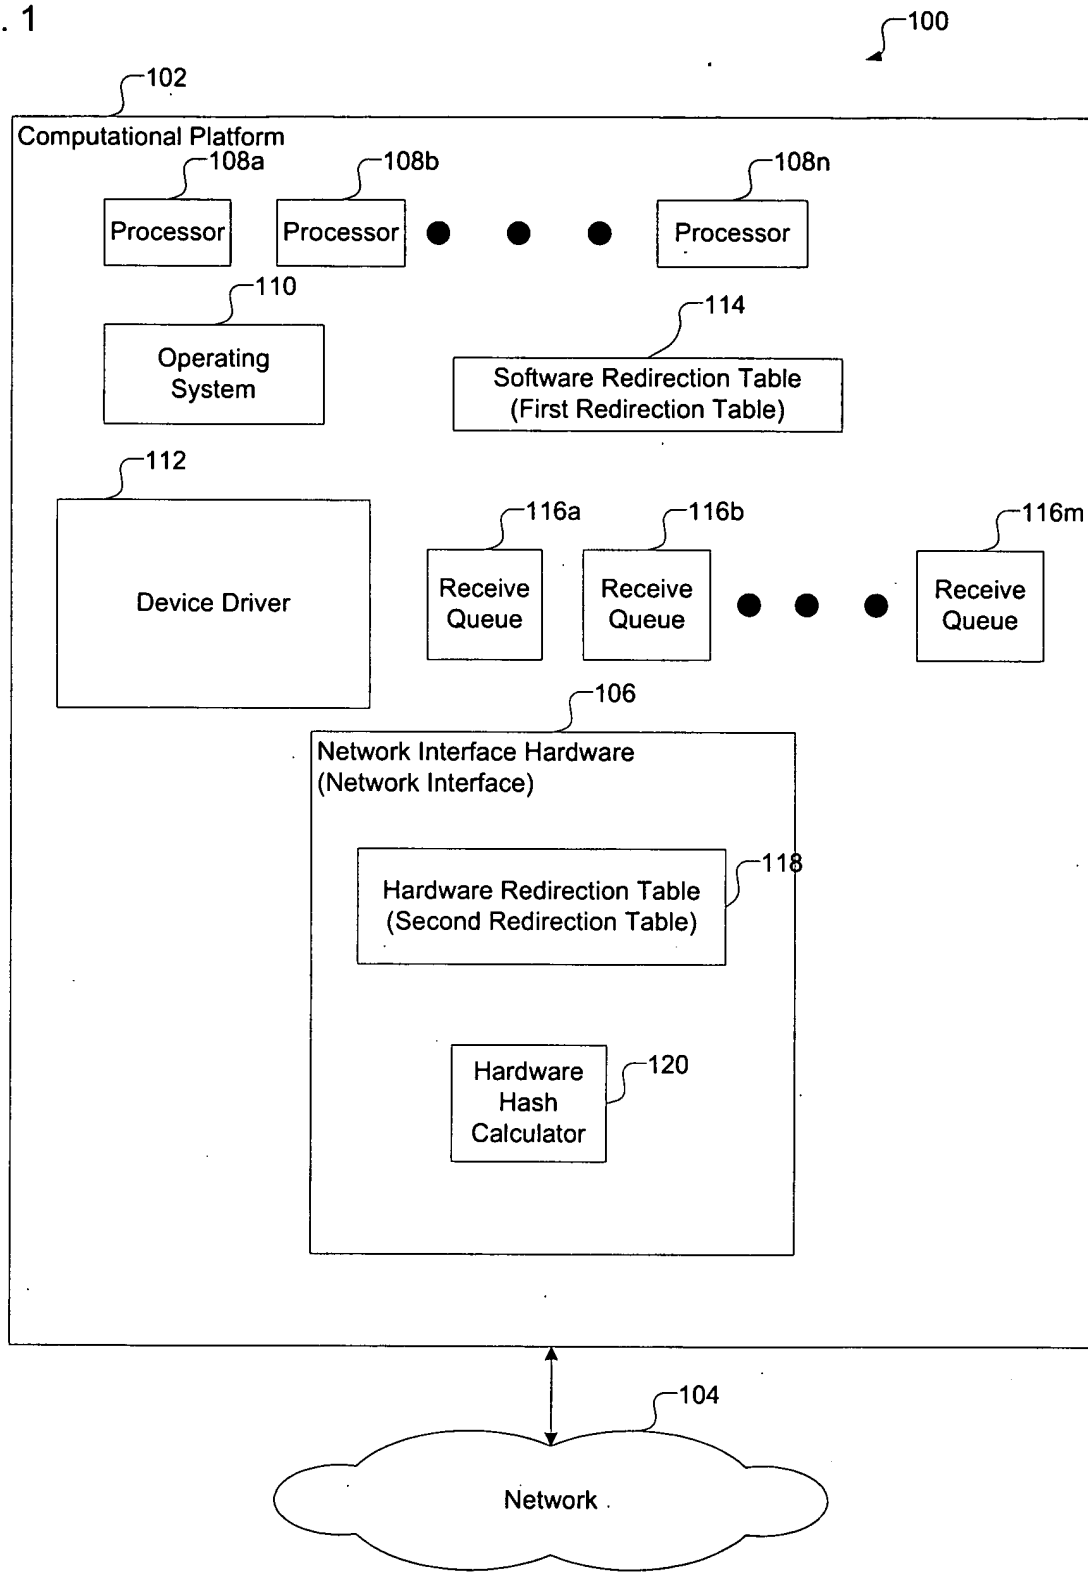 . 1
100
102
Computational Platform
108a
108b
108n
Processor
Processor
Processor
110
114
Operating
System
Software Redirection Table
(First Redirection Table)
112
116a
116b
116m
Device Driver
Receive
Queue
Receive
Queue
Receive
Queue
106
Network Interface Hardware
(Network Interface)
118
Hardware Redirection Table
(Second Redirection Table)
120
Hardware
Hash
Calculator
104
Network